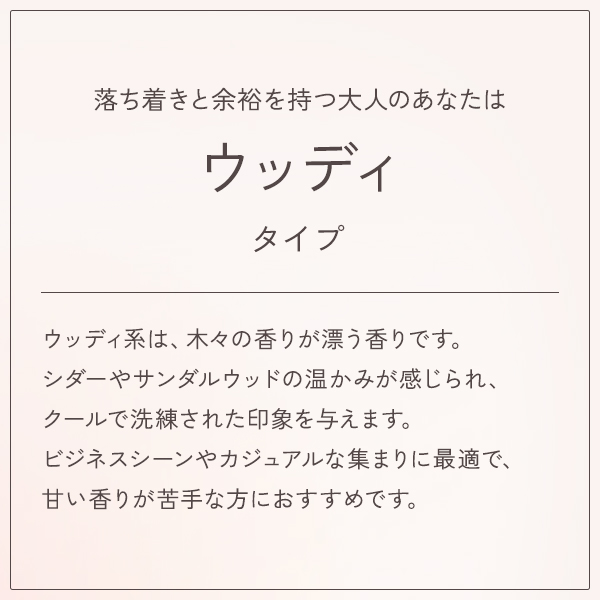 落ち着きと余裕を持つ大人のあなたは
ウッディ
タイプ
ウッディ系は、木々の香りが漂う香りです。
シダーやサンダルウッドの温かみが感じられ、
クールで洗練された印象を与えます。
ビジネスシーンやカジュアルな集まりに最適で、
甘い香りが苦手な方におすすめです。